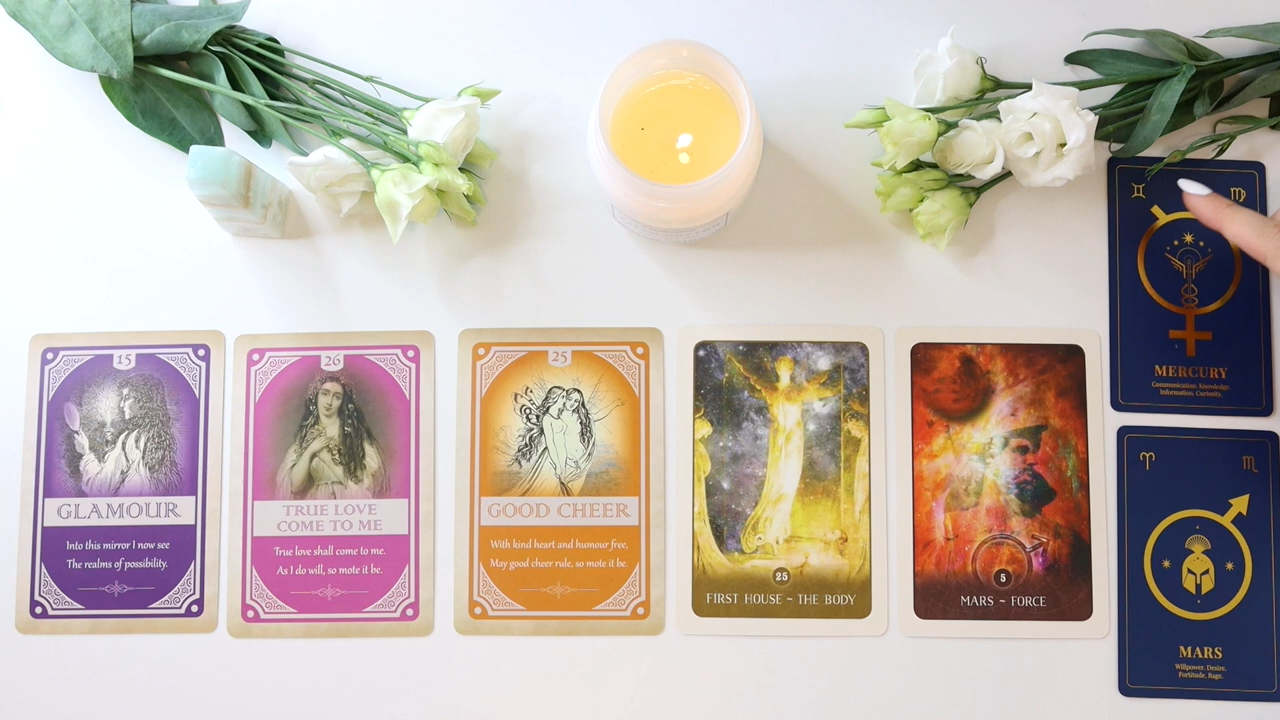 15
GLAMOUR
Into this mirror I now see
The realms of possibility.
26
TRUE LOVE
COME TO ME
True love shall come to me.
As I do will, so mote it be.
25
GOOD CHEER
With kind heart and humour free,
May good cheer rule, so mote it be.
25
FIRST HOUSE ~ THE BODY
5
MARS ~ FORCE
MERCURY
Communication. Knowledge.
Information. Curiosity.
MARS
Willpower. Desire.
Fortitude. Rage.